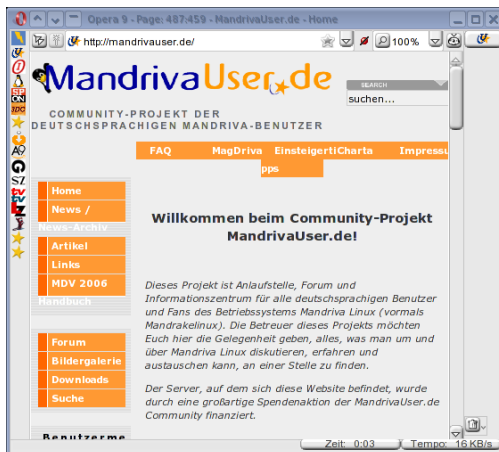 Opera 9 - Page: 487:459 - MandrivaUser.de - Home
http://mandrivauser.de/
100%
MandrivaUser.de
SEARCH
suchen...
COMMUNITY-PROJEKT DER
DEUTSCHSPRACHIGEN MANDRIVA-BENUTZER
FAQ MagDriva EinsteigertiCharta Impressu
pps
Home
News /
News-Archiv
Artikel
Links
MDV 2006
Handbuch
Forum
Bildergalerie
Downloads
Suche
Benutzerme
Willkommen beim Community-Projekt
MandrivaUser.de!
Dieses Projekt ist Anlaufstelle, Forum und
Informationszentrum für alle deutschsprachigen Benutzer
und Fans des Betriebssystems Mandriva Linux (vormals
Mandrakelinux). Die Betreuer dieses Projekts möchten
Euch hier die Gelegenheit geben, alles, was man um und
über Mandriva Linux diskutieren, erfahren und
austauschen kann, an einer Stelle zu finden.
Der Server, auf dem sich diese Website befindet, wurde
durch eine großartige Spendenaktion der MandrivaUser.de
Community finanziert.
Zeit: 0:03 Tempo: 16 KB/s